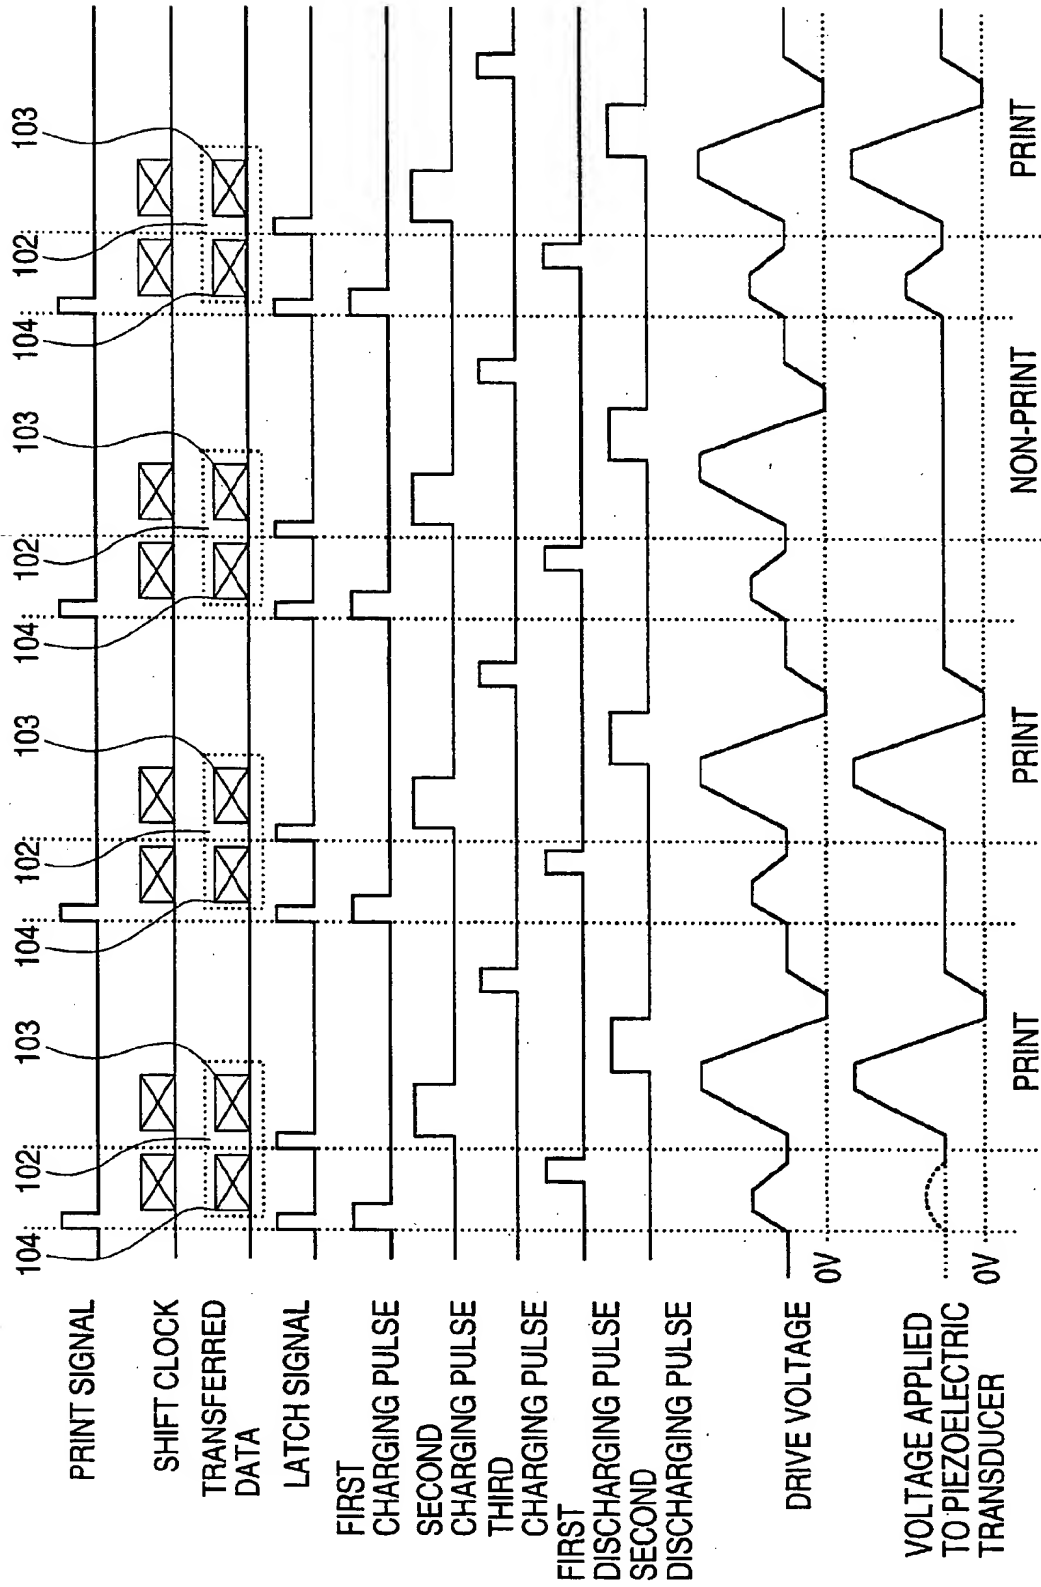 104 102 103 104 102 103 104 102 103 104 102 103
PRINT SIGNAL
SHIFT CLOCK
TRANSFERRED
DATA
LATCH SIGNAL
FIRST
CHARGING PULSE
SECOND
CHARGING PULSE
THIRD
CHARGING PULSE
FIRST
DISCHARGING PULSE
SECOND
DISCHARGING PULSE
DRIVE VOLTAGE
0V
VOLTAGE APPLIED
TO PIEZOELECTRIC
TRANSDUCER
0V
PRINT PRINT NON-PRINT PRINT